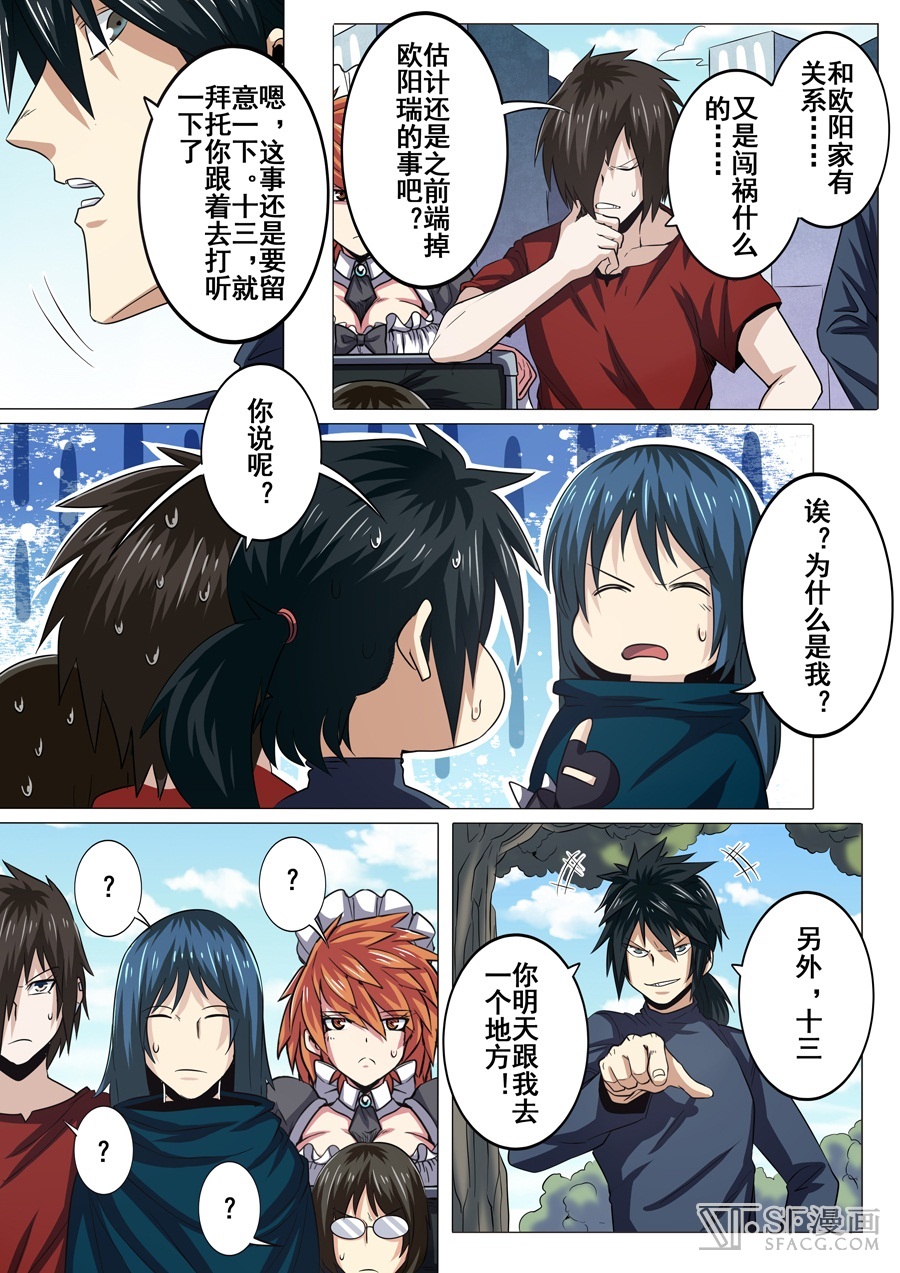 和欧阳家有
关系……
又是闯祸什么
的……
估计还是之前端掉
欧阳瑞的事吧？
嗯，这事还是要留
意一下。十三，就
拜托你跟着去打听
一下了
诶？为什么是我？
你说呢？
另外，十三
你明天跟我去
一个地方！
？
？
？
？
SF漫画
SFACG.COM